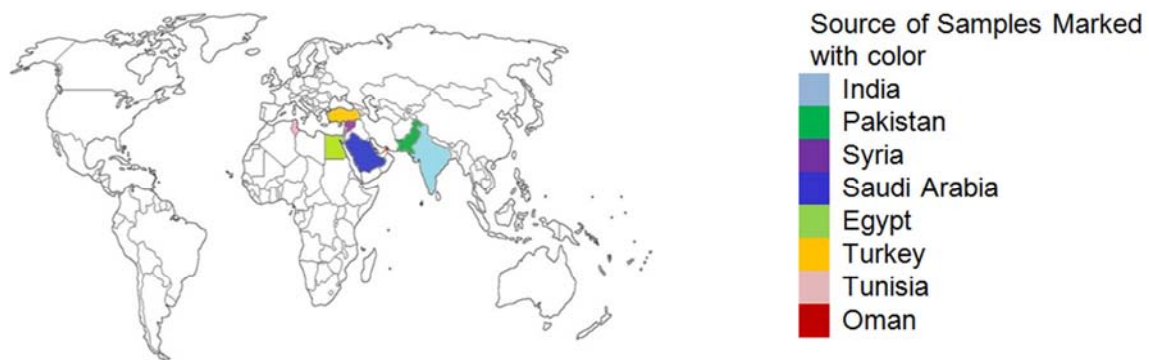 Source of Samples Marked
with color
India
Pakistan
Syria
Saudi Arabia
Egypt
Turkey
Tunisia
Oman